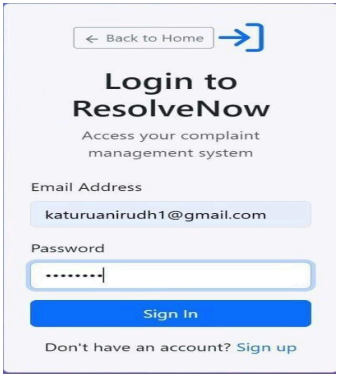 ← Back to Home
Login to
ResolveNow
Access your complaint
management system
Email Address
katuruanirudh1@gmail.com
Password
••••••••
Sign In
Don't have an account? Sign up